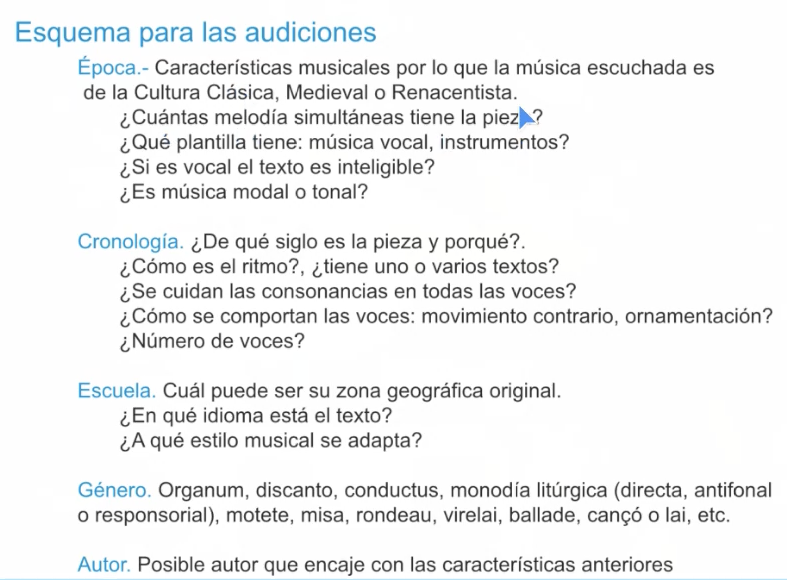 Esquema para las audiciones
Época.- Características musicales por lo que la música escuchada es
de la Cultura Clásica, Medieval o Renacentista.
¿Cuántas melodía simultáneas tiene la pieza?
¿Qué plantilla tiene: música vocal, instrumentos?
¿Si es vocal el texto es inteligible?
¿Es música modal o tonal?
Cronología. ¿De qué siglo es la pieza y porqué?.
¿Cómo es el ritmo?, ¿tiene uno o varios textos?
¿Se cuidan las consonancias en todas las voces?
¿Cómo se comportan las voces: movimiento contrario, ornamentación?
¿Número de voces?
Escuela. Cuál puede ser su zona geográfica original.
¿En qué idioma está el texto?
¿A qué estilo musical se adapta?
Género. Organum, discanto, conductus, monodía litúrgica (directa, antifonal
o responsorial), motete, misa, rondeau, virelai, ballade, cançó o lai, etc.
Autor. Posible autor que encaje con las características anteriores